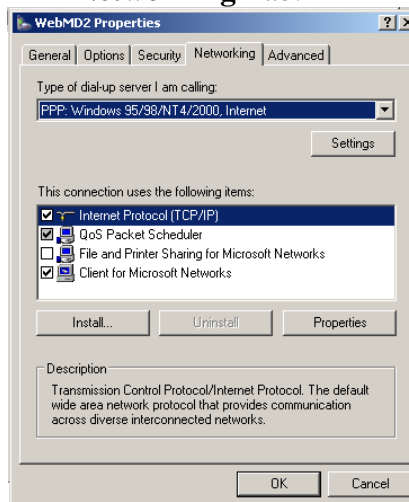 WebMD2 Properties
General Options Security Networking Advanced
Type of dial-up server I am calling:
PPP: Windows 95/98/NT4/2000, Internet
Settings
This connection uses the following items:
Internet Protocol (TCP/IP)
QoS Packet Scheduler
File and Printer Sharing for Microsoft Networks
Client for Microsoft Networks
Install... Uninstall Properties
Description
Transmission Control Protocol/Internet Protocol. The default
wide area network protocol that provides communication
across diverse interconnected networks.
OK Cancel